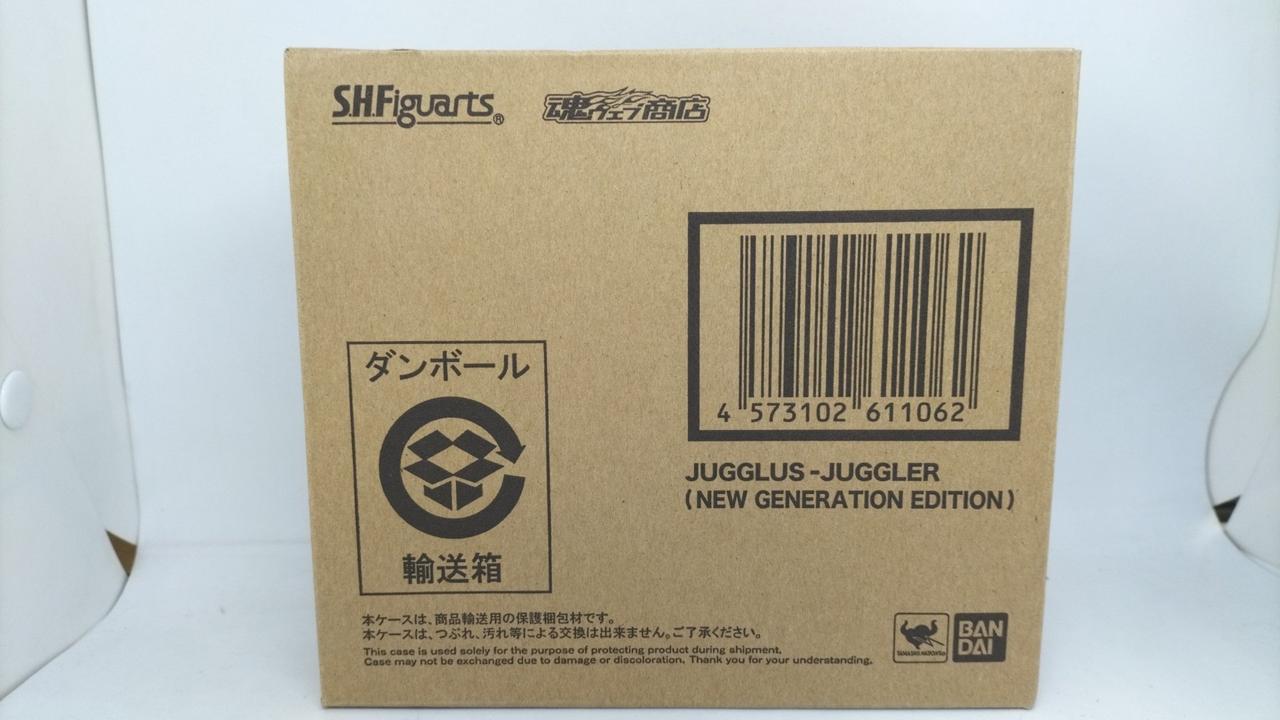 S.H.Figuarts®
魂ウェブ商店
4 573102 611062
JUGGLUS-JUGGLER
(NEW GENERATION EDITION)
ダンボール
輸送箱
本ケースは、商品輸送用の保護梱包材です。
本ケースは、つぶれ、汚れ等による交換は出来ません。ご了承ください。
This case is used solely for the purpose of protecting product during shipment.
Case may not be exchanged due to damage or discoloration. Thank you for your understanding.
TAMASHII NATIONS
BAN
DAI